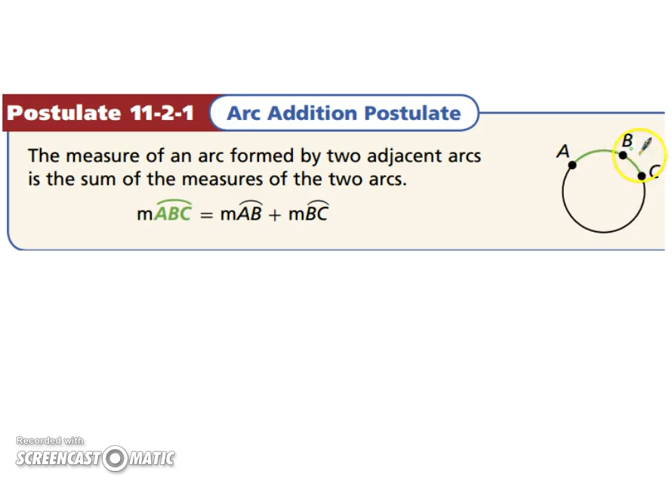 Postulate 11-2-1 Arc Addition Postulate
The measure of an arc formed by two adjacent arcs
is the sum of the measures of the two arcs.
mABC = mAB + mBC
A
B
C
Recorded with
SCREENCAST-O-MATIC